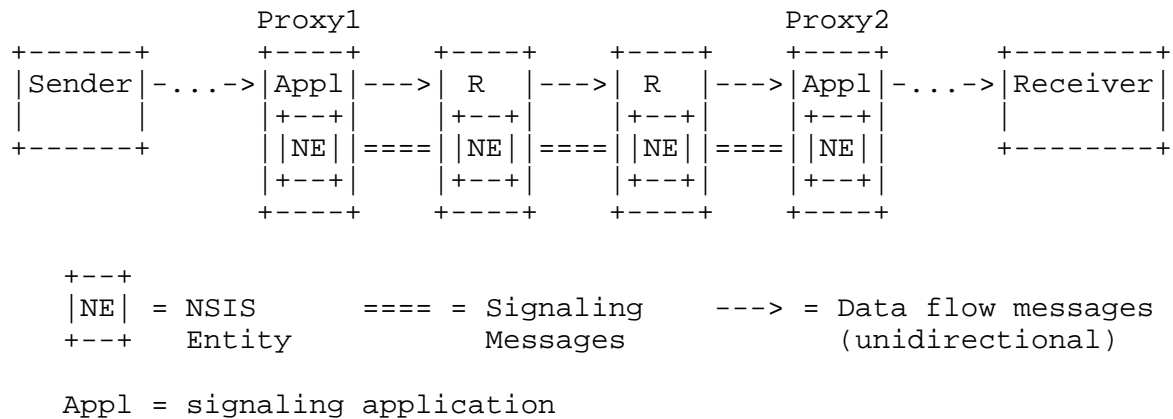 Proxy1                              Proxy2
+------+      +----+    +----+    +----+    +----+      +--------+
|Sender|-...->|Appl|--->| R  |--->| R  |--->|Appl|-...->|Receiver|
|      |      |+--+|    |+--+|    |+--+|    |+--+|      |        |
+------+      ||NE||====||NE||====||NE||====||NE||      +--------+
              |+--+|    |+--+|    |+--+|    |+--+|
              +----+    +----+    +----+    +----+
+--+
|NE| = NSIS      ==== = Signaling    ---> = Data flow messages
+--+   Entity           Messages            (unidirectional)
Appl = signaling application